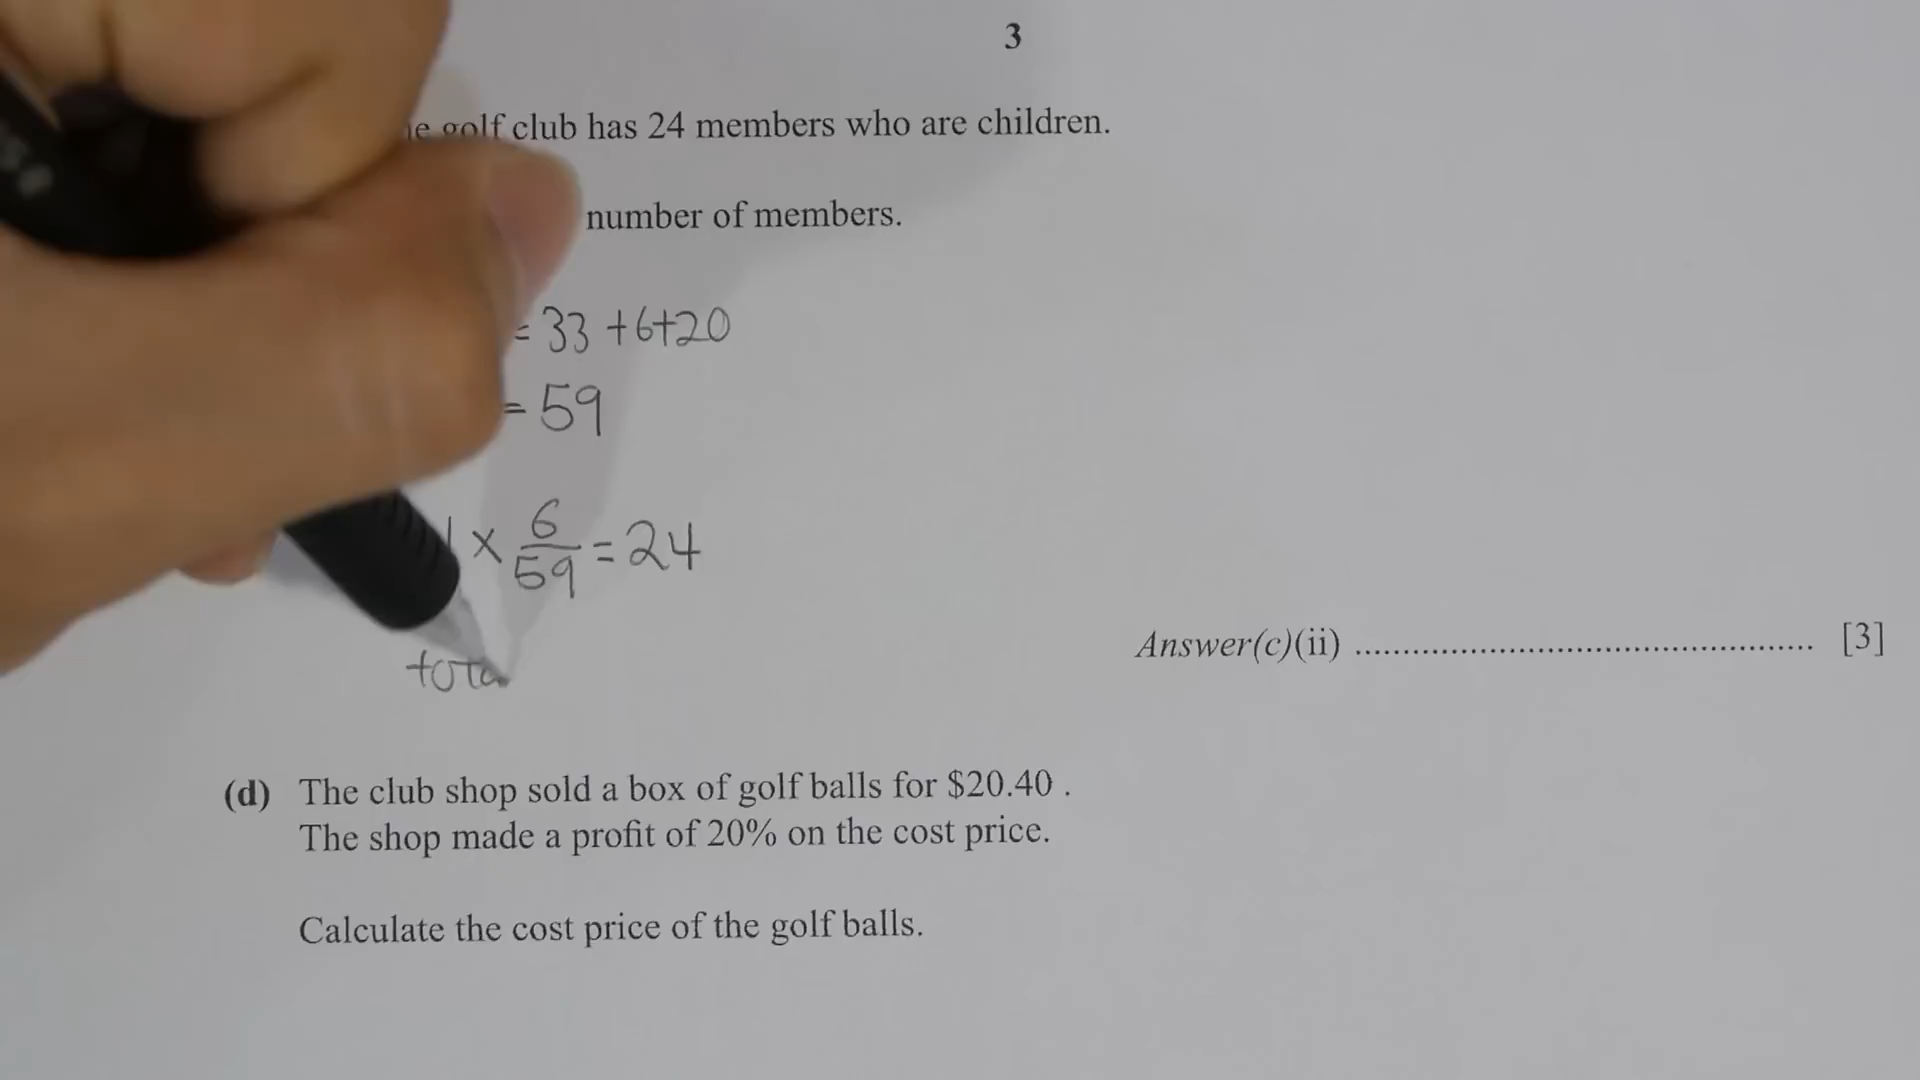 3
golf club has 24 members who are children.
number of members.
= 33 +6+20
= 59
× 6/59 = 24
Answer(c)(ii) ................................................ [3]
tota
(d) The club shop sold a box of golf balls for $20.40 .
The shop made a profit of 20% on the cost price.
Calculate the cost price of the golf balls.